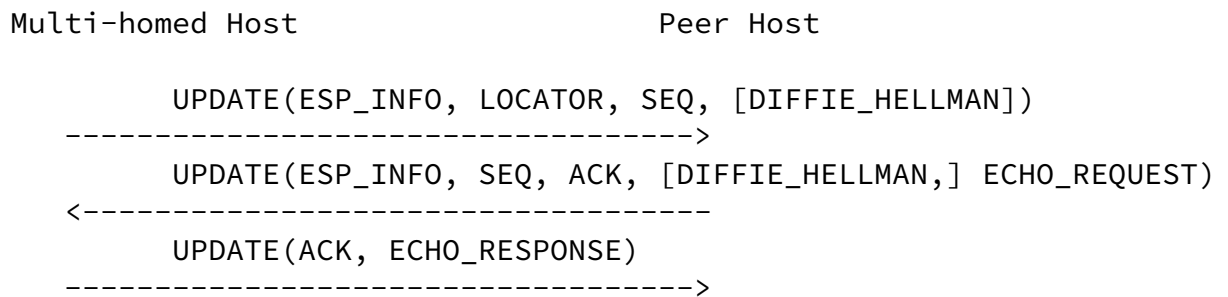 Multi-homed Host Peer Host
UPDATE(ESP_INFO, LOCATOR, SEQ, [DIFFIE_HELLMAN])
----------------------------------->
UPDATE(ESP_INFO, SEQ, ACK, [DIFFIE_HELLMAN,] ECHO_REQUEST)
<-----------------------------------
UPDATE(ACK, ECHO_RESPONSE)
----------------------------------->